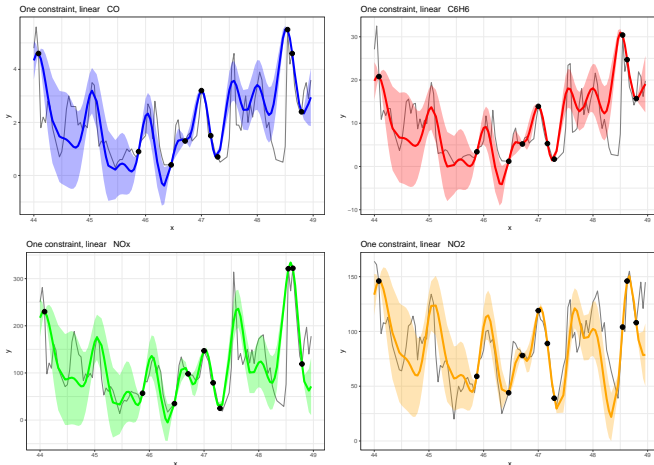 One constraint, linear CO
One constraint, linear C6H6
4
2
0
y
44 45 46 47 48 49
x
30
20
10
0
−10
y
44 45 46 47 48 49
x
One constraint, linear NOx
One constraint, linear NO2
300
200
100
0
y
44 45 46 47 48 49
x
150
100
50
0
y
44 45 46 47 48 49
x